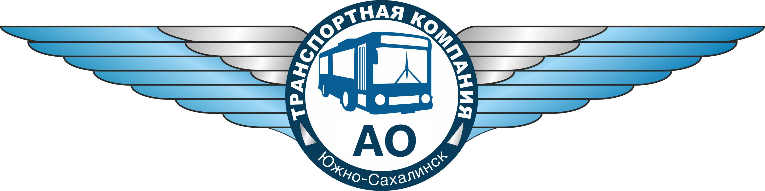 ТРАНСПОРТНАЯ КОМПАНИЯ
АО
Южно-Сахалинск